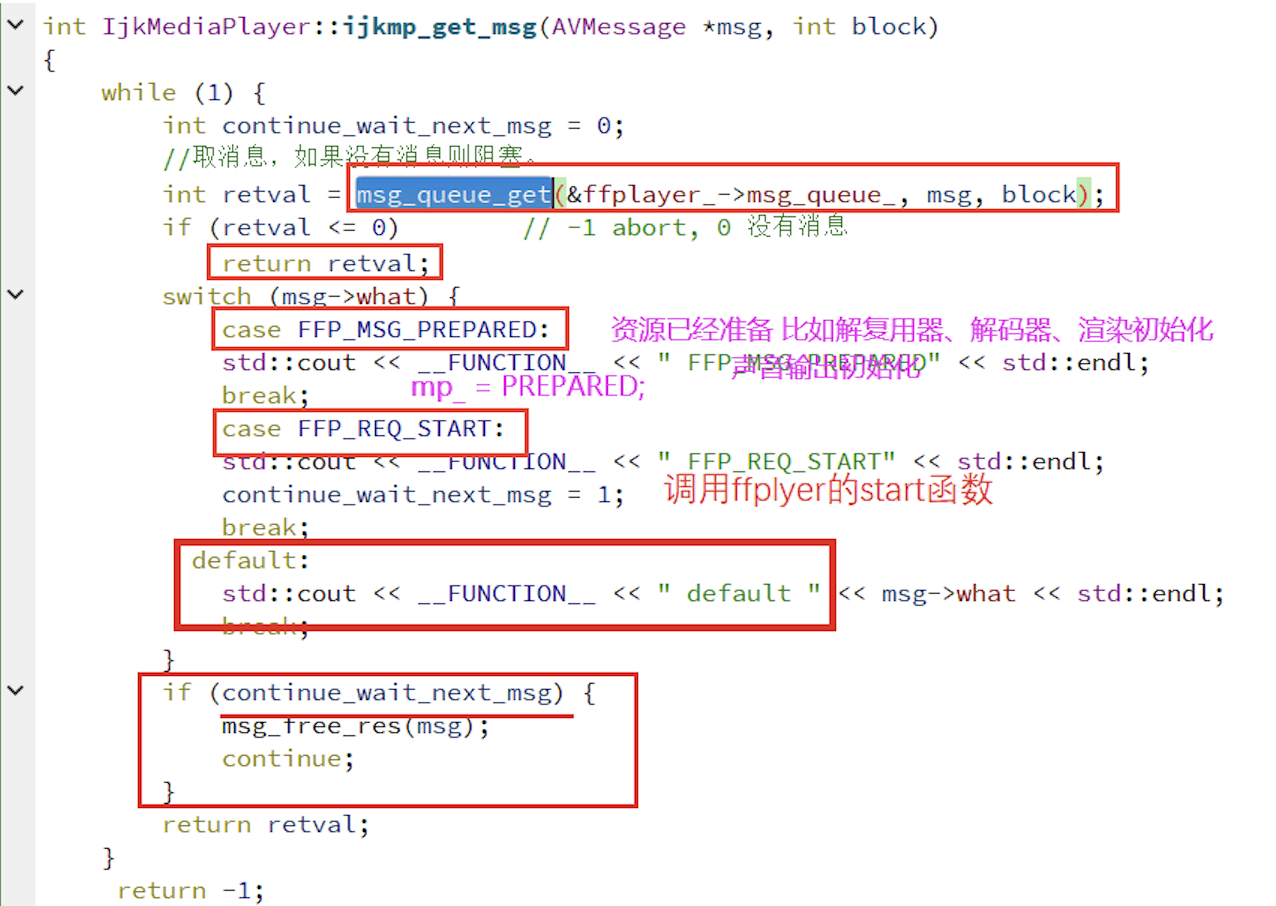 int IjkMediaPlayer::ijkmp_get_msg(AVMessage *msg, int block)
{
while (1) {
int continue_wait_next_msg = 0;
//取消息，如果没有消息则阻塞。
int retval = msg_queue_get(&ffplayer_->msg_queue_, msg, block);
if (retval <= 0) // -1 abort, 0 没有消息
return retval;
switch (msg->what) {
case FFP_MSG_PREPARED: 资源已经准备 比如解复用器、解码器、渲染初始化
std::cout << __FUNCTION__ << " FFP_MSG_PREPARED" << std::endl;
声音输出初始化
mp_ = PREPARED;
break;
case FFP_REQ_START:
std::cout << __FUNCTION__ << " FFP_REQ_START" << std::endl;
continue_wait_next_msg = 1; 调用ffplyer的start函数
break;
default:
std::cout << __FUNCTION__ << " default " << msg->what << std::endl;
break;
}
if (continue_wait_next_msg) {
msg_free_res(msg);
continue;
}
return retval;
}
return -1;